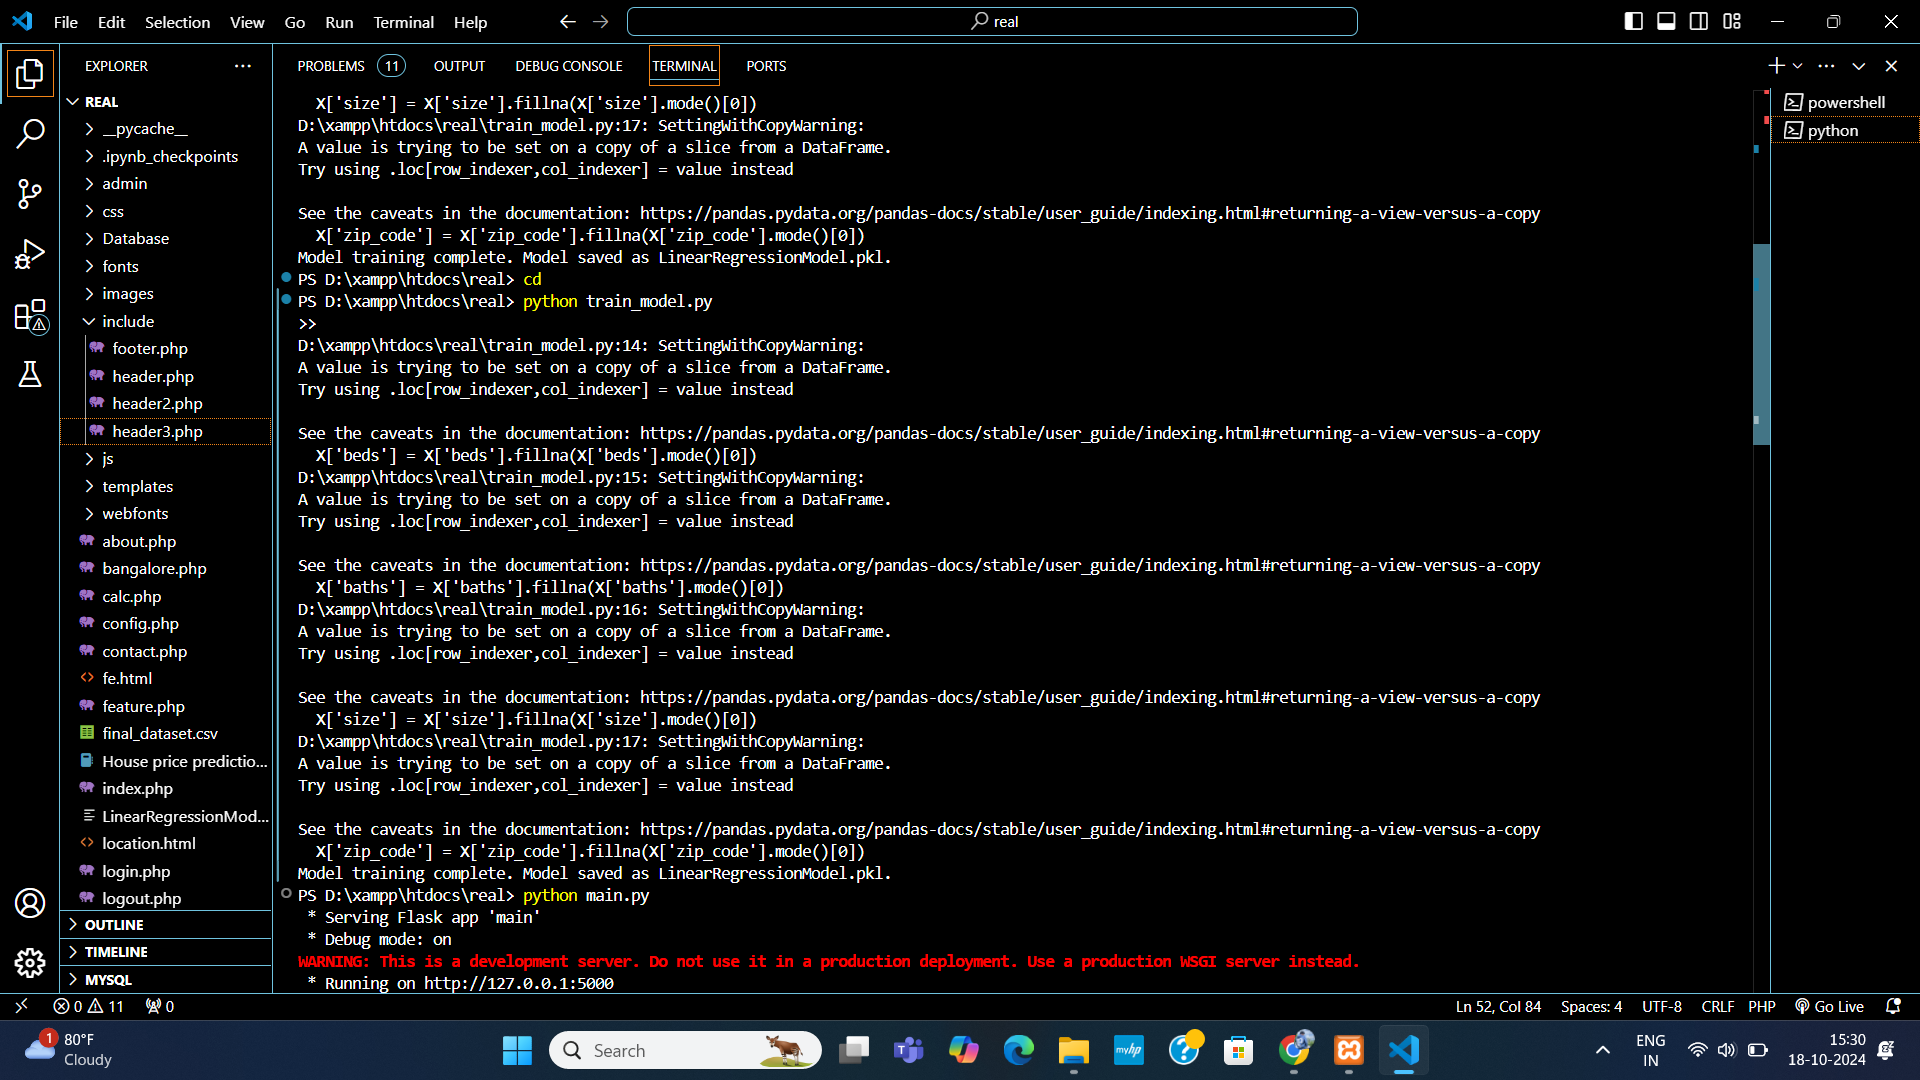 File Edit Selection View Go Run Terminal Help
real
EXPLORER
REAL
__pycache__
.ipynb_checkpoints
admin
css
Database
fonts
images
include
footer.php
header.php
header2.php
header3.php
js
templates
webfonts
about.php
bangalore.php
calc.php
config.php
contact.php
fe.html
feature.php
final_dataset.csv
House price predictio...
index.php
LinearRegressionMod...
location.html
login.php
logout.php
OUTLINE
TIMELINE
MYSQL
PROBLEMS 11 OUTPUT DEBUG CONSOLE TERMINAL PORTS
X['size'] = X['size'].fillna(X['size'].mode()[0])
D:\xampp\htdocs\real\train_model.py:17: SettingWithCopyWarning:
A value is trying to be set on a copy of a slice from a DataFrame.
Try using .loc[row_indexer,col_indexer] = value instead
See the caveats in the documentation: https://pandas.pydata.org/pandas-docs/stable/user_guide/indexing.html#returning-a-view-versus-a-copy
X['zip_code'] = X['zip_code'].fillna(X['zip_code'].mode()[0])
Model training complete. Model saved as LinearRegressionModel.pkl.
PS D:\xampp\htdocs\real> cd
PS D:\xampp\htdocs\real> python train_model.py
>>
D:\xampp\htdocs\real\train_model.py:14: SettingWithCopyWarning:
A value is trying to be set on a copy of a slice from a DataFrame.
Try using .loc[row_indexer,col_indexer] = value instead
See the caveats in the documentation: https://pandas.pydata.org/pandas-docs/stable/user_guide/indexing.html#returning-a-view-versus-a-copy
X['beds'] = X['beds'].fillna(X['beds'].mode()[0])
D:\xampp\htdocs\real\train_model.py:15: SettingWithCopyWarning:
A value is trying to be set on a copy of a slice from a DataFrame.
Try using .loc[row_indexer,col_indexer] = value instead
See the caveats in the documentation: https://pandas.pydata.org/pandas-docs/stable/user_guide/indexing.html#returning-a-view-versus-a-copy
X['baths'] = X['baths'].fillna(X['baths'].mode()[0])
D:\xampp\htdocs\real\train_model.py:16: SettingWithCopyWarning:
A value is trying to be set on a copy of a slice from a DataFrame.
Try using .loc[row_indexer,col_indexer] = value instead
See the caveats in the documentation: https://pandas.pydata.org/pandas-docs/stable/user_guide/indexing.html#returning-a-view-versus-a-copy
X['size'] = X['size'].fillna(X['size'].mode()[0])
D:\xampp\htdocs\real\train_model.py:17: SettingWithCopyWarning:
A value is trying to be set on a copy of a slice from a DataFrame.
Try using .loc[row_indexer,col_indexer] = value instead
See the caveats in the documentation: https://pandas.pydata.org/pandas-docs/stable/user_guide/indexing.html#returning-a-view-versus-a-copy
X['zip_code'] = X['zip_code'].fillna(X['zip_code'].mode()[0])
Model training complete. Model saved as LinearRegressionModel.pkl.
PS D:\xampp\htdocs\real> python main.py
* Serving Flask app 'main'
* Debug mode: on
WARNING: This is a development server. Do not use it in a production deployment. Use a production WSGI server instead.
* Running on http://127.0.0.1:5000
powershell
python
0 11 0
Ln 52, Col 84 Spaces: 4 UTF-8 CRLF PHP Go Live
1
80°F
Cloudy
Search
myhp
ENG
IN
15:30
18-10-2024